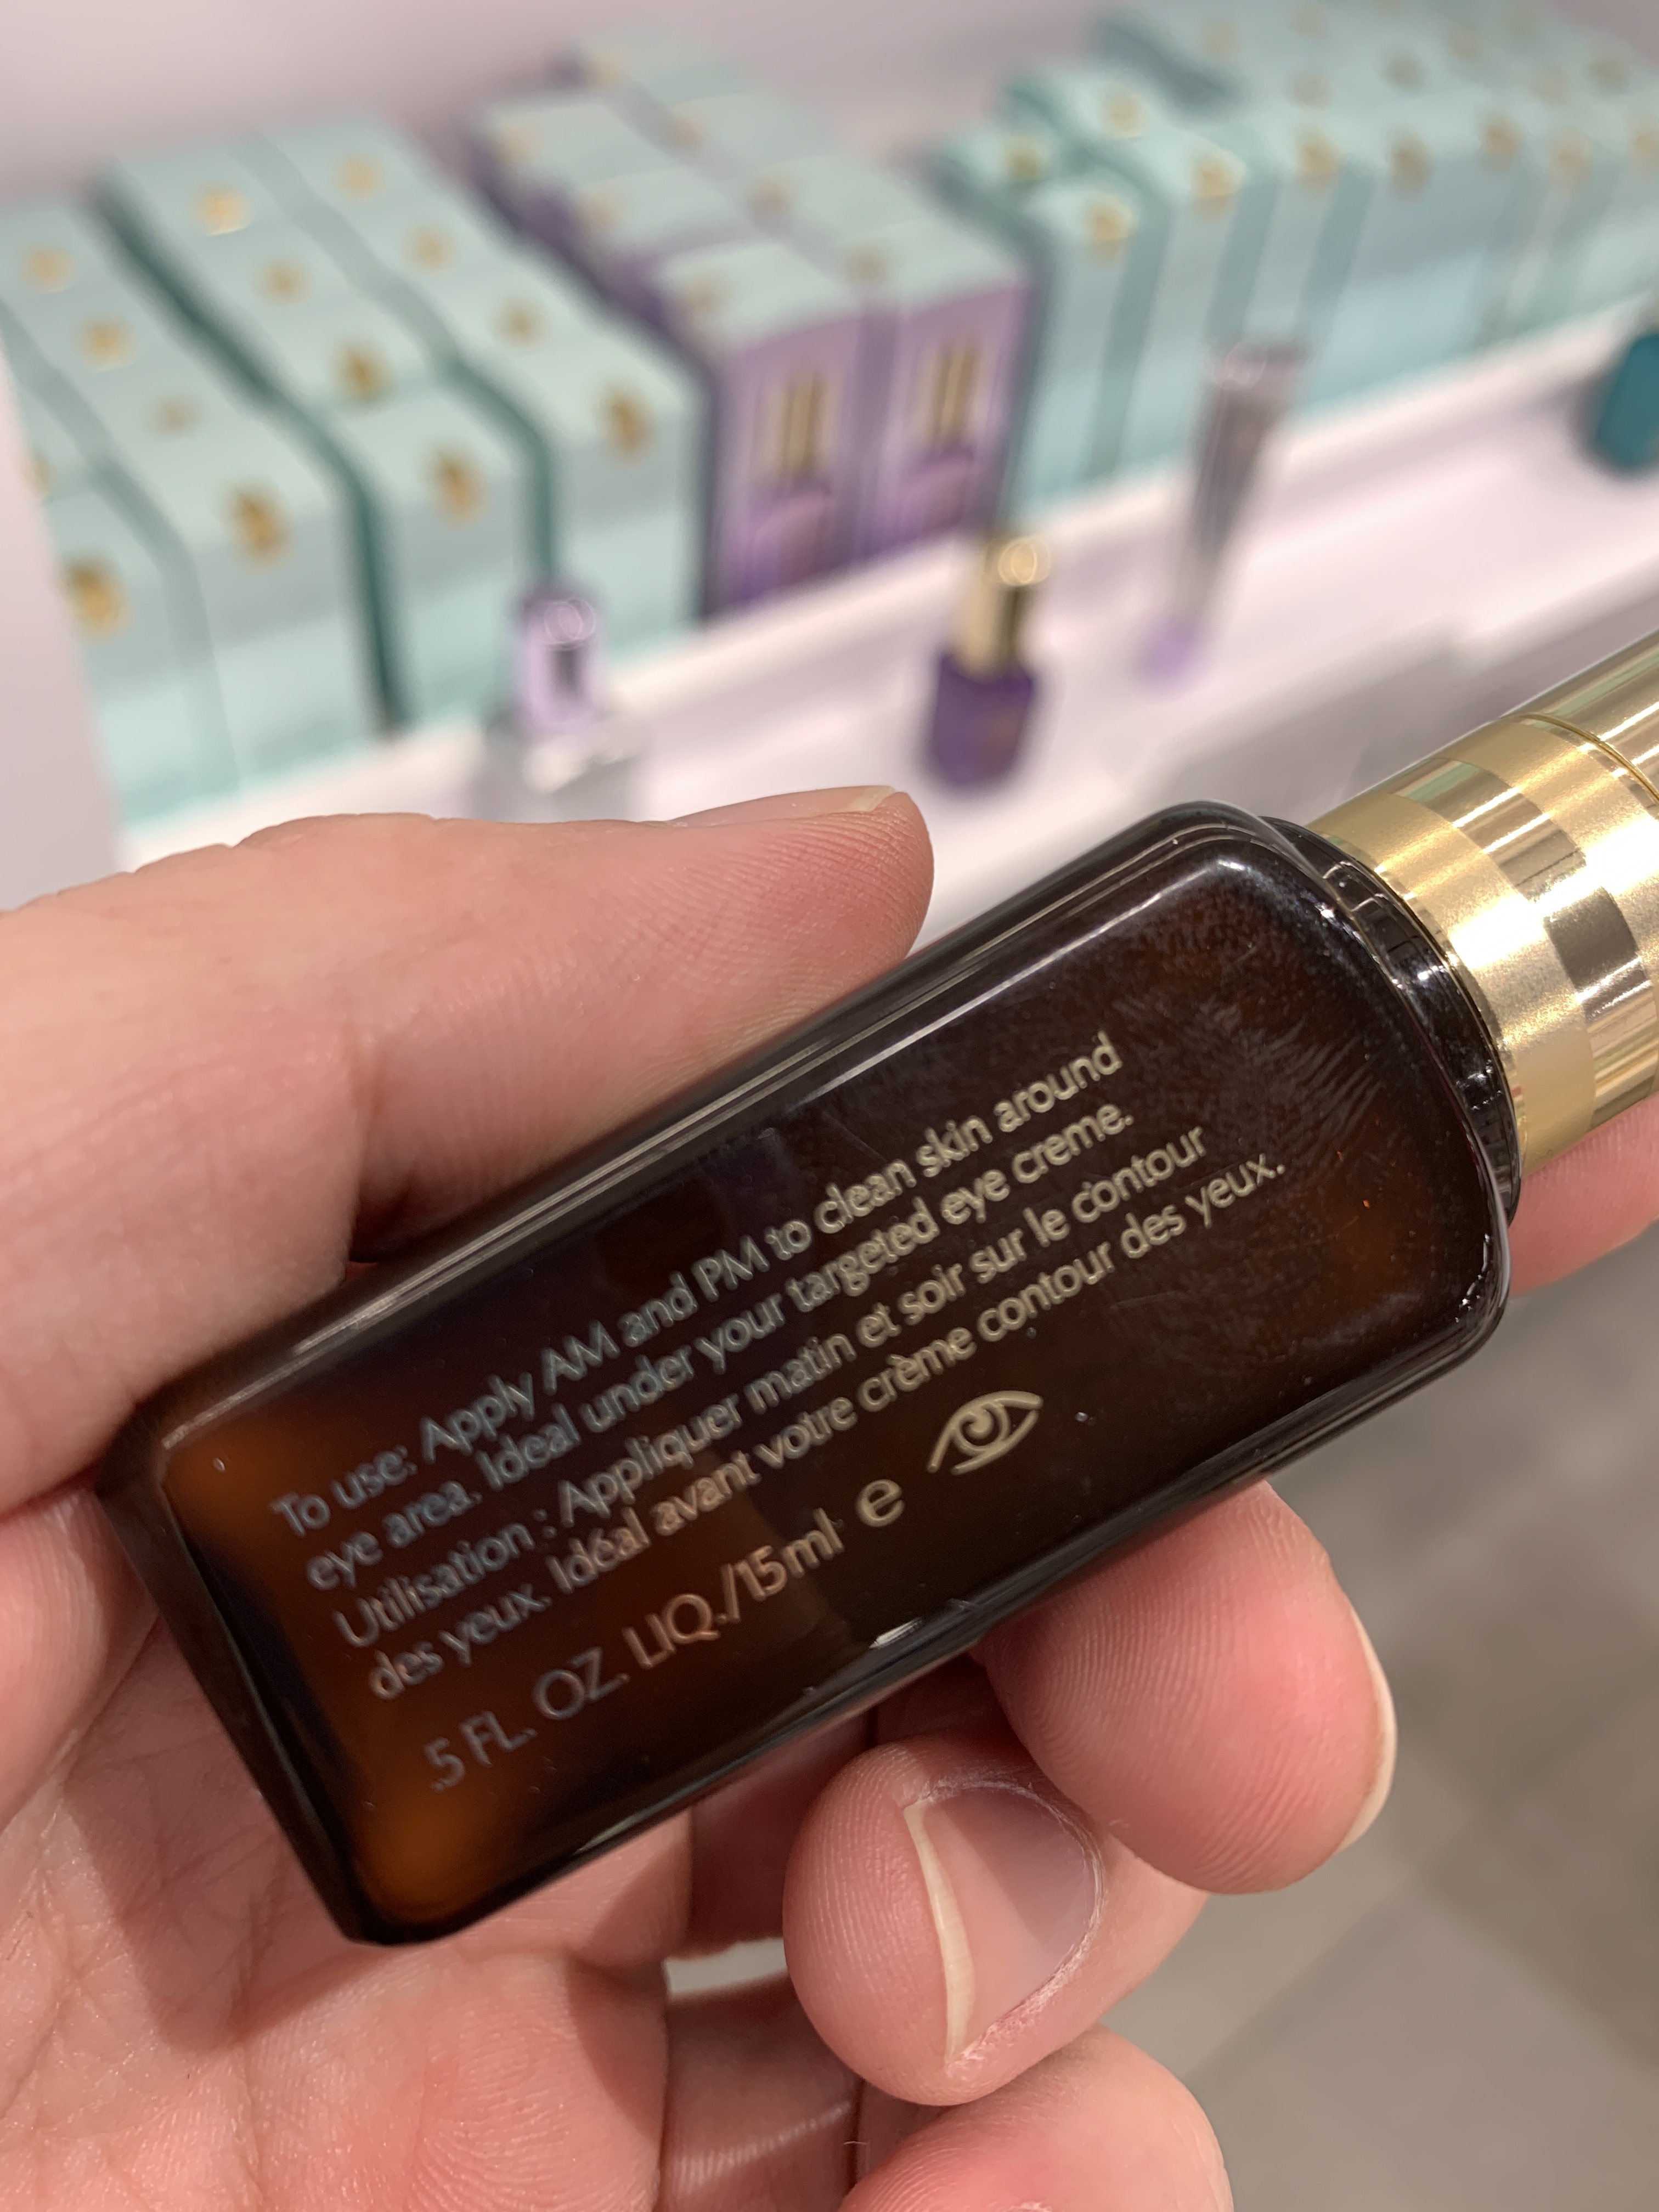 To use: Apply AM and PM to clean skin around
eye area. Ideal under your targeted eye creme.
Utilisation : Appliquer matin et soir sur le contour
des yeux. Idéal avant votre crème contour des yeux.
.5 FL. OZ. LIQ./15ml e